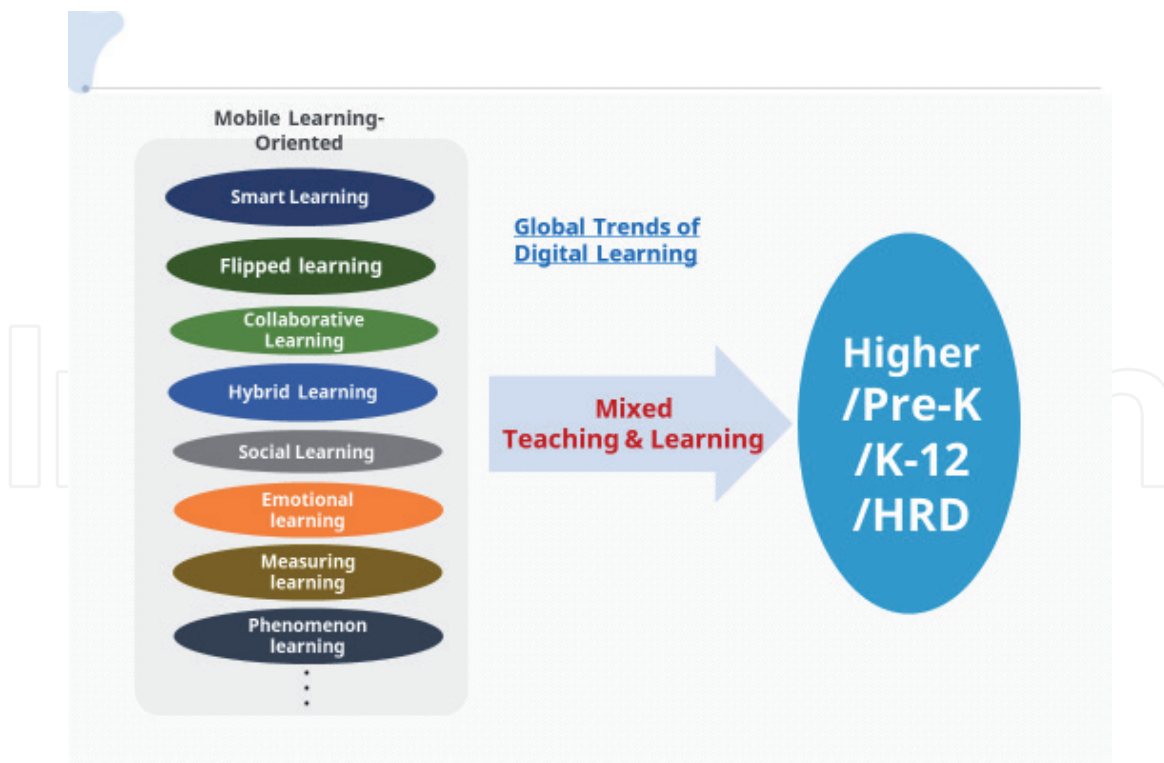 Mobile Learning-
Oriented
Smart Learning
Flipped learning
Collaborative
Learning
Hybrid Learning
Social Learning
Emotional
learning
Measuring
learning
Phenomenon
learning
Global Trends of
Digital Learning
Mixed
Teaching & Learning
Higher
/Pre-K
/K-12
/HRD